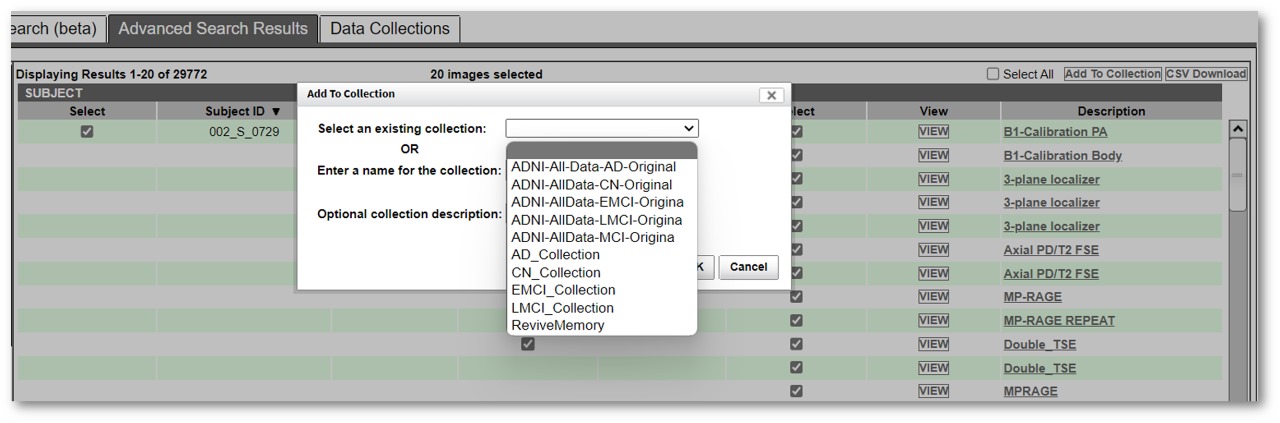 earch (beta) Advanced Search Results Data Collections
Displaying Results 1-20 of 29772 20 images selected Select All Add To Collection CSV Download
SUBJECT
Select Subject ID ▼ lect View Description
002_S_0729 VIEW B1-Calibration PA
VIEW B1-Calibration Body
VIEW 3-plane localizer
VIEW 3-plane localizer
VIEW 3-plane localizer
VIEW Axial PD/T2 FSE
VIEW Axial PD/T2 FSE
VIEW MP-RAGE
VIEW MP-RAGE REPEAT
VIEW Double_TSE
VIEW Double_TSE
VIEW MPRAGE
Add To Collection
Select an existing collection:
OR
Enter a name for the collection:
Optional collection description:
K Cancel
ADNI-All-Data-AD-Original
ADNI-AllData-CN-Original
ADNI-AllData-EMCI-Origina
ADNI-AllData-LMCI-Origina
ADNI-AllData-MCI-Origina
AD_Collection
CN_Collection
EMCI_Collection
LMCI_Collection
ReviveMemory